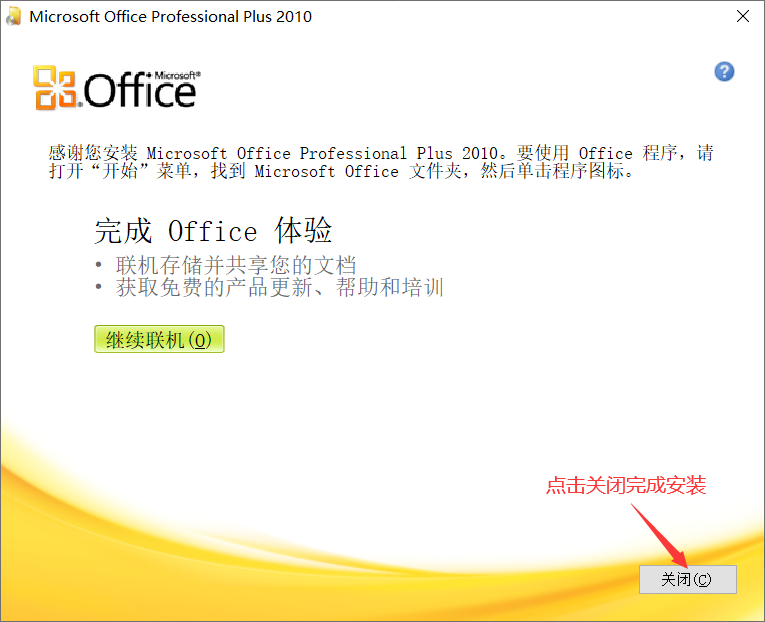 Microsoft Office Professional Plus 2010
Microsoft®
Office
感谢您安装 Microsoft Office Professional Plus 2010。要使用 Office 程序，请
打开“开始”菜单，找到 Microsoft Office 文件夹，然后单击程序图标。
完成 Office 体验
• 联机存储并共享您的文档
• 获取免费的产品更新、帮助和培训
继续联机(O)
点击关闭完成安装
关闭(C)